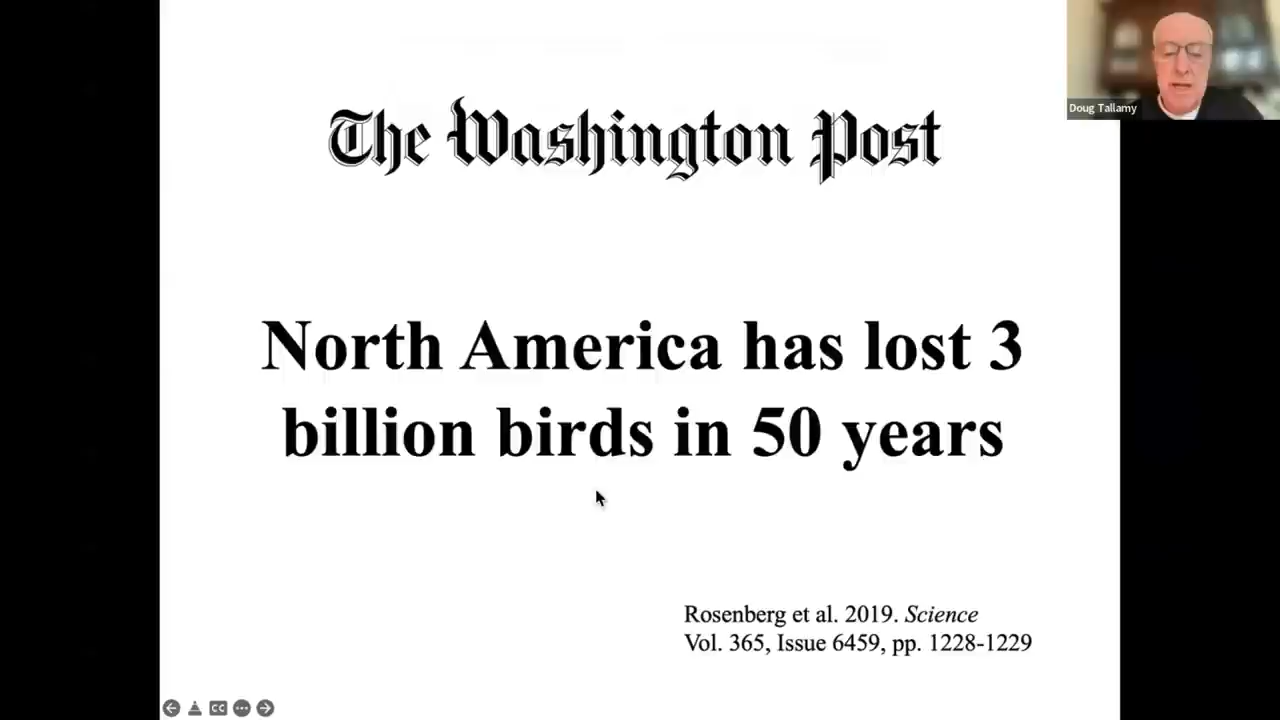 Doug Tallamy
The Washington Post
North America has lost 3
billion birds in 50 years
Rosenberg et al. 2019. Science
Vol. 365, Issue 6459, pp. 1228-1229
CC